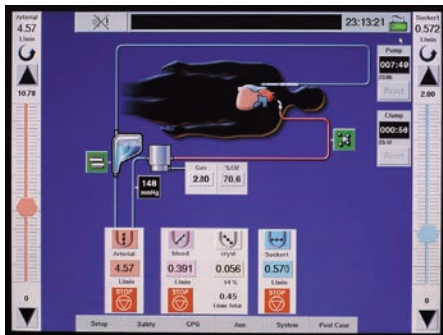 Arterial
4.57
l/min
10.78
0
23:13:21
Sucker1
0.572
l/min
2.00
0
Pump
007:40
Reset
Clamp
000:56
Reset
148
mmHg
Gas
2.80
%O2
70.6
Arterial
4.57
l/min
STOP
blood
0.391
l/min
STOP
cryst
0.056
14 %
0.45
l/min total
Sucker1
0.570
l/min
STOP
Setup
Safety
CPG
Aux
System
Post Case